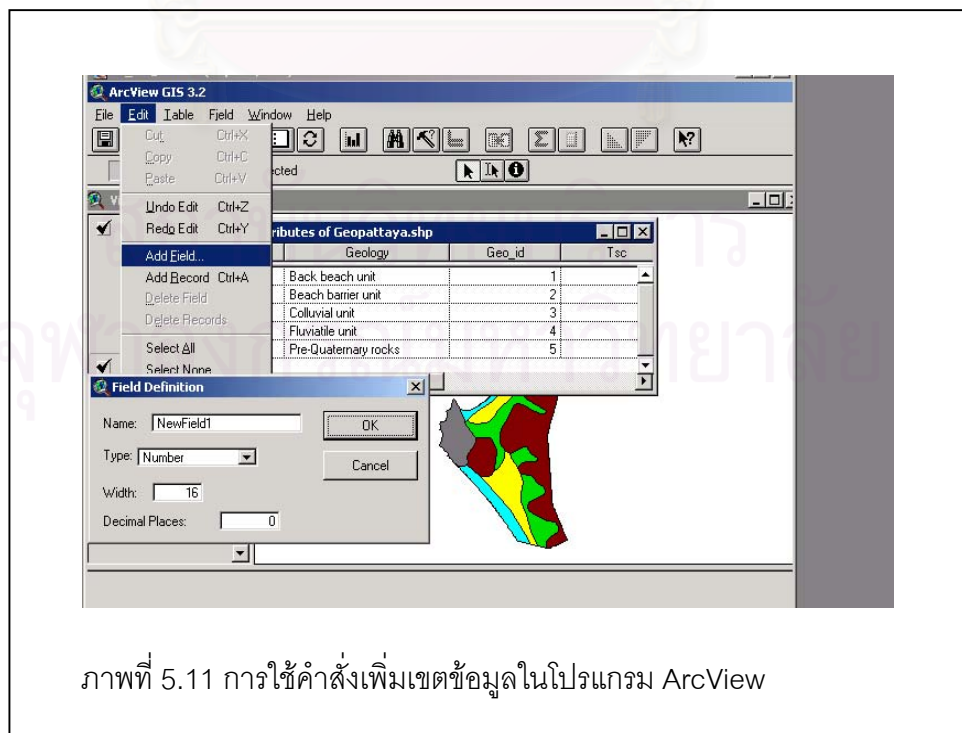 ArcView GIS 3.2
File Edit Table Field Window Help
Cut Ctrl+X
Copy Ctrl+C
Paste Ctrl+V
Undo Edit Ctrl+Z
Redo Edit Ctrl+Y
Add Field...
Add Record Ctrl+A
Delete Field
Delete Records
Select All
Select None
cted
ributes of Geopattaya.shp
Geology Geo_id Tsc
Back beach unit 1
Beach barrier unit 2
Colluvial unit 3
Fluviatile unit 4
Pre-Quaternary rocks 5
Field Definition
Name: NewField1 OK
Type: Number Cancel
Width: 16
Decimal Places: 0
ภาพที่ 5.11 การใช้คำสั่งเพิ่มเขตข้อมูลในโปรแกรม ArcView